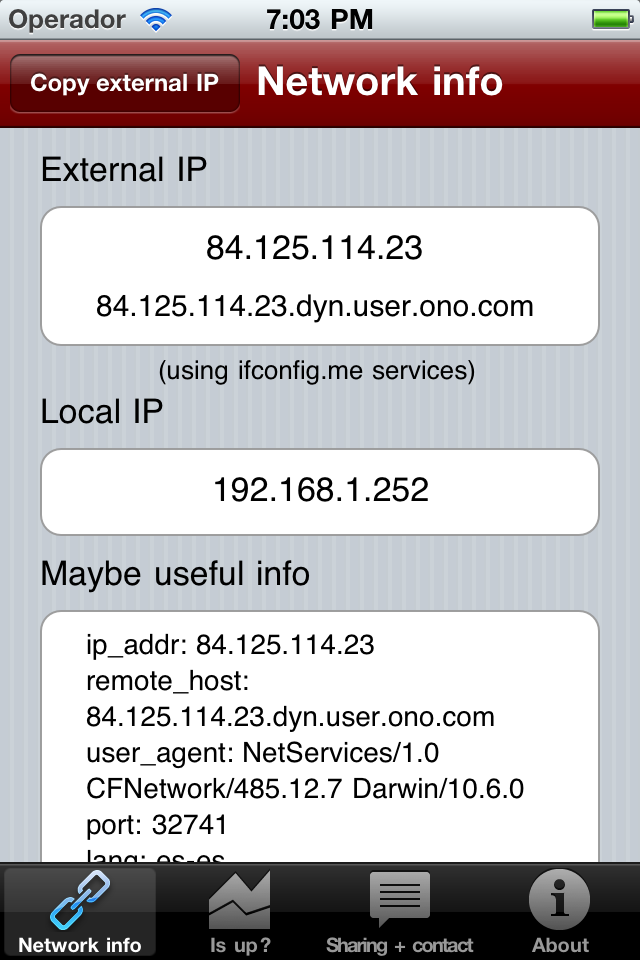 Operador 7:03 PM
Copy external IP Network info
External IP
84.125.114.23
84.125.114.23.dyn.user.ono.com
(using ifconfig.me services)
Local IP
192.168.1.252
Maybe useful info
ip_addr: 84.125.114.23
remote_host:
84.125.114.23.dyn.user.ono.com
user_agent: NetServices/1.0
CFNetwork/485.12.7 Darwin/10.6.0
port: 32741
lang: es-es
Network info Is up? Sharing + contact About